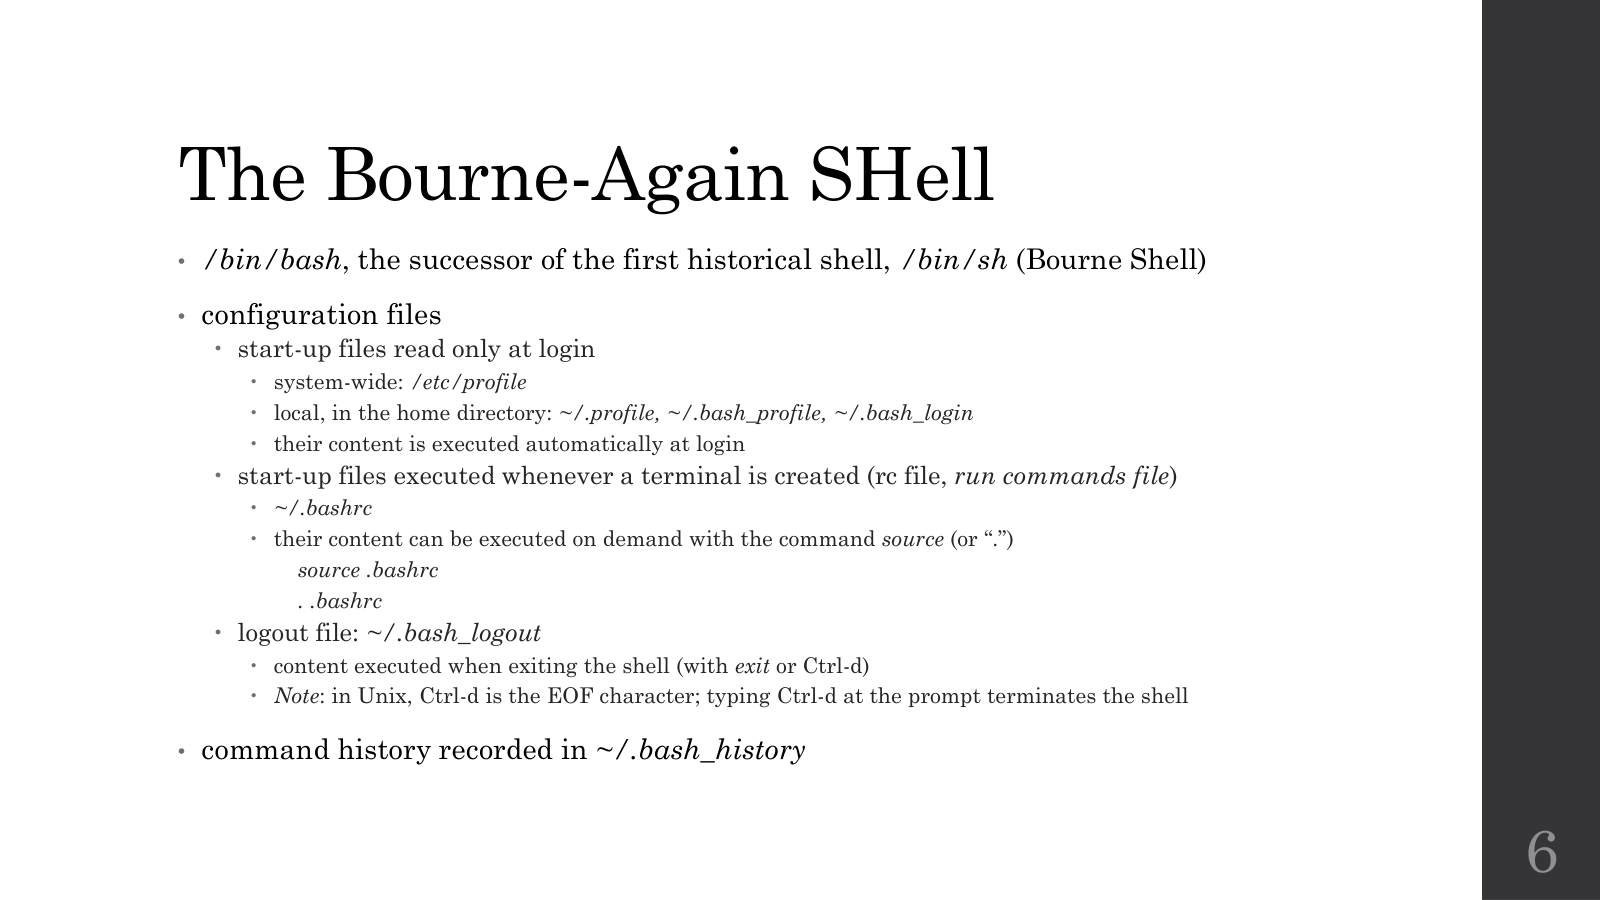 The Bourne-Again SHell
• /bin/bash, the successor of the first historical shell, /bin/sh (Bourne Shell)
• configuration files
• start-up files read only at login
• system-wide: /etc/profile
• local, in the home directory: ~/.profile, ~/.bash_profile, ~/.bash_login
• their content is executed automatically at login
• start-up files executed whenever a terminal is created (rc file, run commands file)
• ~/.bashrc
• their content can be executed on demand with the command source (or “.”)
source .bashrc
. .bashrc
• logout file: ~/.bash_logout
• content executed when exiting the shell (with exit or Ctrl-d)
• Note: in Unix, Ctrl-d is the EOF character; typing Ctrl-d at the prompt terminates the shell
• command history recorded in ~/.bash_history
6